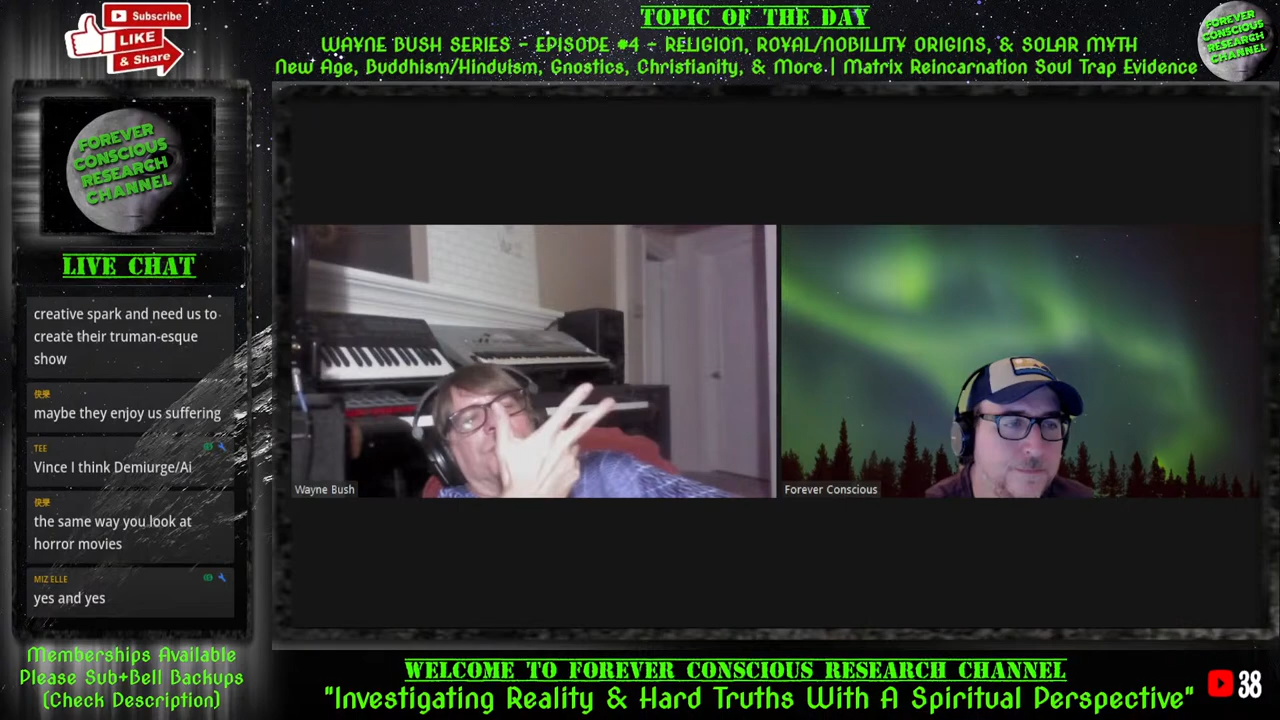 Subscribe
LIKE
& Share
TOPIC OF THE DAY
WAYNE BUSH SERIES - EPISODE #4 - RELIGION, ROYAL/NOBILLITY ORIGINS, & SOLAR MYTH
New Age, Buddhism/Hinduism, Gnostics, Christianity, & More | Matrix Reincarnation Soul Trap Evidence
FOREVER
CONSCIOUS
RESEARCH
CHANNEL
FOREVER
CONSCIOUS
RESEARCH
CHANNEL
LIVE CHAT
creative spark and need us to
create their truman-esque
show
快樂
maybe they enjoy us suffering
TEE
Vince I think Demiurge/Ai
快樂
the same way you look at
horror movies
MIZ ELLE
yes and yes
Wayne Bush
Forever Conscious
Memberships Available
Please Sub+Bell Backups
(Check Description)
WELCOME TO FOREVER CONSCIOUS RESEARCH CHANNEL
"Investigating Reality & Hard Truths With A Spiritual Perspective"
38